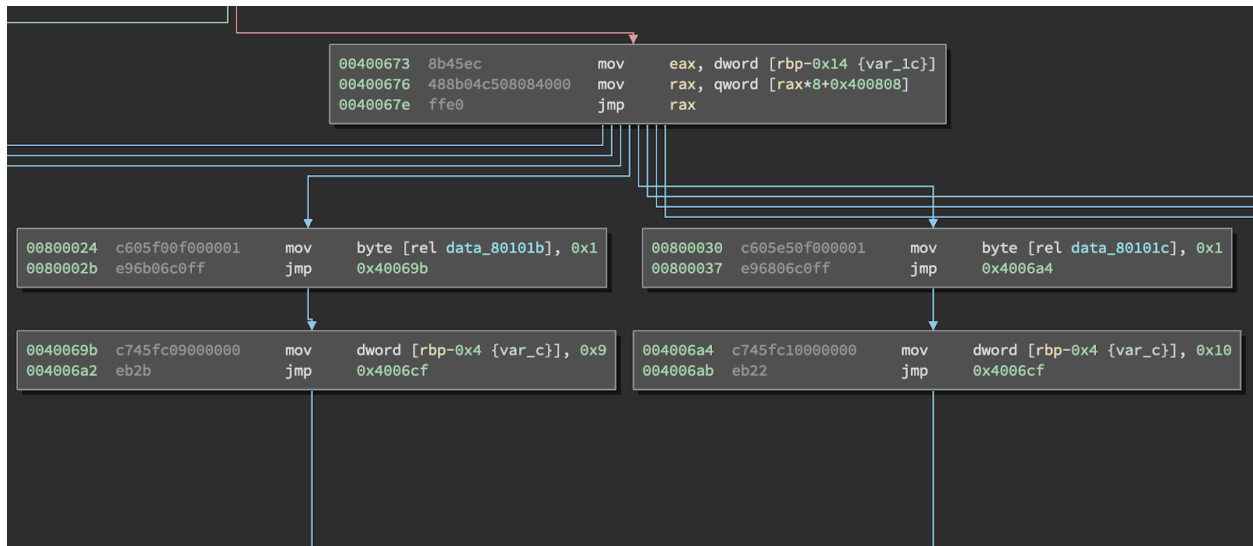 00400673 8b45ec mov eax, dword [rbp-0x14 {var_1c}]
00400676 488b04c508084000 mov rax, qword [rax*8+0x400808]
0040067e ffe0 jmp rax
00800024 c605f00f000001 mov byte [rel data_80101b], 0x1
0080002b e96b06c0ff jmp 0x40069b
00800030 c605e50f000001 mov byte [rel data_80101c], 0x1
00800037 e96806c0ff jmp 0x4006a4
0040069b c745fc09000000 mov dword [rbp-0x4 {var_c}], 0x9
004006a2 eb2b jmp 0x4006cf
004006a4 c745fc10000000 mov dword [rbp-0x4 {var_c}], 0x10
004006ab eb22 jmp 0x4006cf